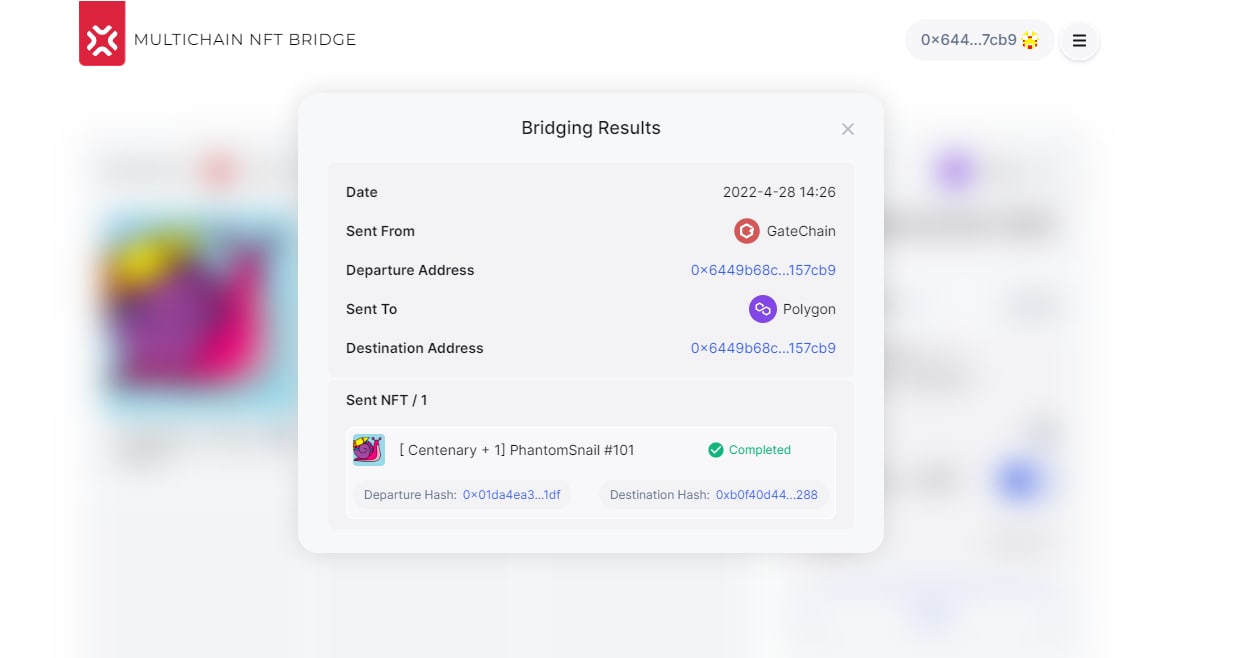 MULTICHAIN NFT BRIDGE
0×644...7cb9
Bridging Results
Date 2022-4-28 14:26
Sent From GateChain
Departure Address 0×6449b68c...157cb9
Sent To Polygon
Destination Address 0×6449b68c...157cb9
Sent NFT / 1
[ Centenary + 1] PhantomSnail #101 Completed
Departure Hash: 0×01da4ea3...1df Destination Hash: 0xb0f40d44...288